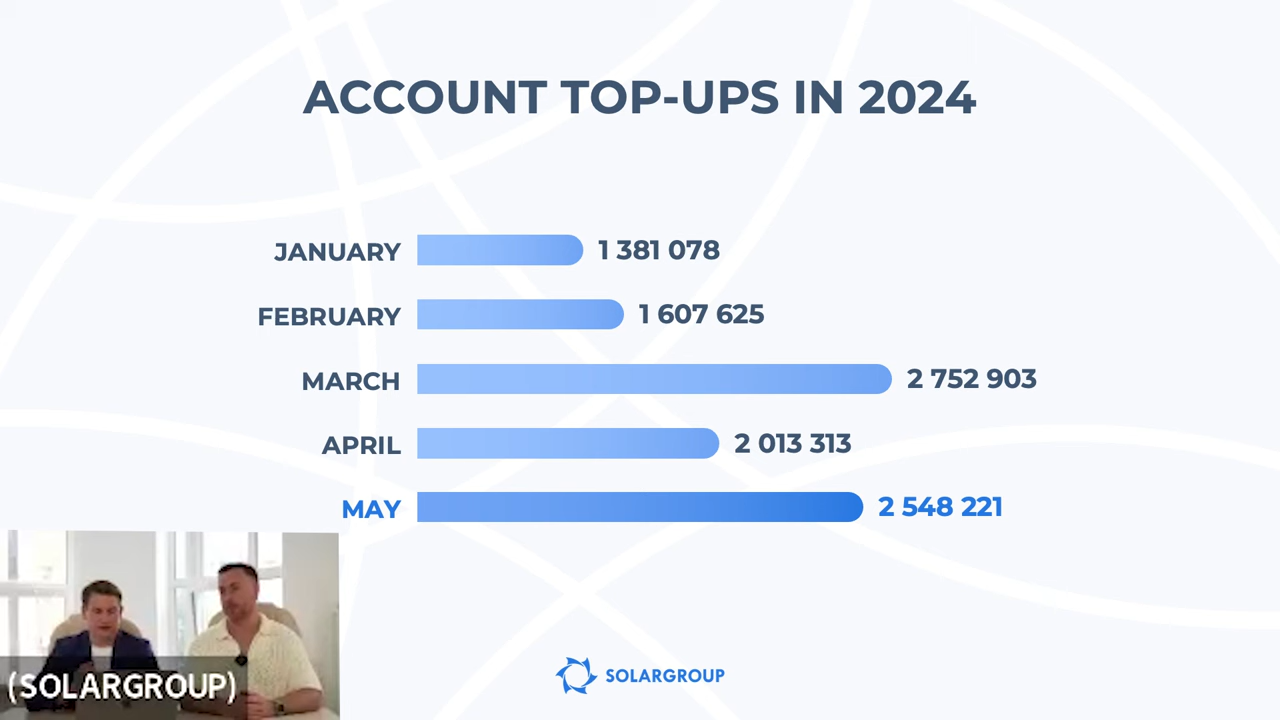 ACCOUNT TOP-UPS IN 2024
JANUARY 1 381 078
FEBRUARY 1 607 625
MARCH 2 752 903
APRIL 2 013 313
MAY 2 548 221
(SOLARGROUP)
SOLARGROUP